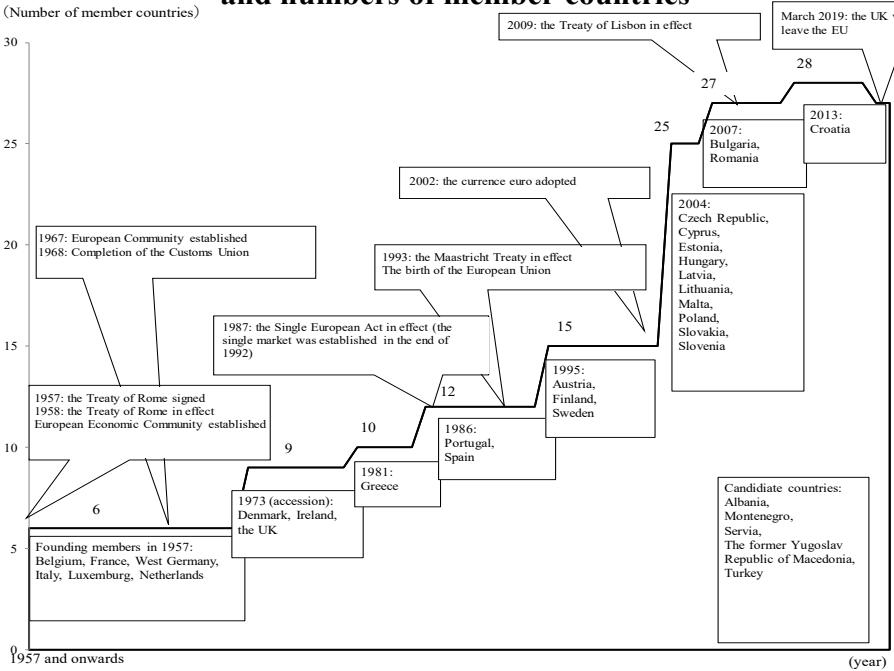 and numbers of member countries
（Number of member countries）
2009: the Treaty of Lisbon in effect
March 2019: the UK
leave the EU
30
28
27
25
25
2007:
Bulgaria,
Romania
2013:
Croatia
2002: the currence euro adopted
2004:
Czech Republic,
Cyprus,
Estonia,
Hungary,
Latvia,
Lithuania,
Malta,
Poland,
Slovakia,
Slovenia
20
1967: European Community established
1968: Completion of the Customs Union
1993: the Maastricht Treaty in effect
The birth of the European Union
1987: the Single European Act in effect (the
single market was established in the end of
1992)
15
15
1995:
Austria,
Finland,
Sweden
1957: the Treaty of Rome signed
1958: the Treaty of Rome in effect
European Economic Community established
12
1986:
Portugal,
Spain
10
10
1981:
Greece
9
1973 (accession):
Denmark, Ireland,
the UK
6
5
Founding members in 1957:
Belgium, France, West Germany,
Italy, Luxemburg, Netherlands
Candidiate countries:
Albania,
Montenegro,
Servia,
The former Yugoslav
Republic of Macedonia,
Turkey
0
1957 and onwards
(year)